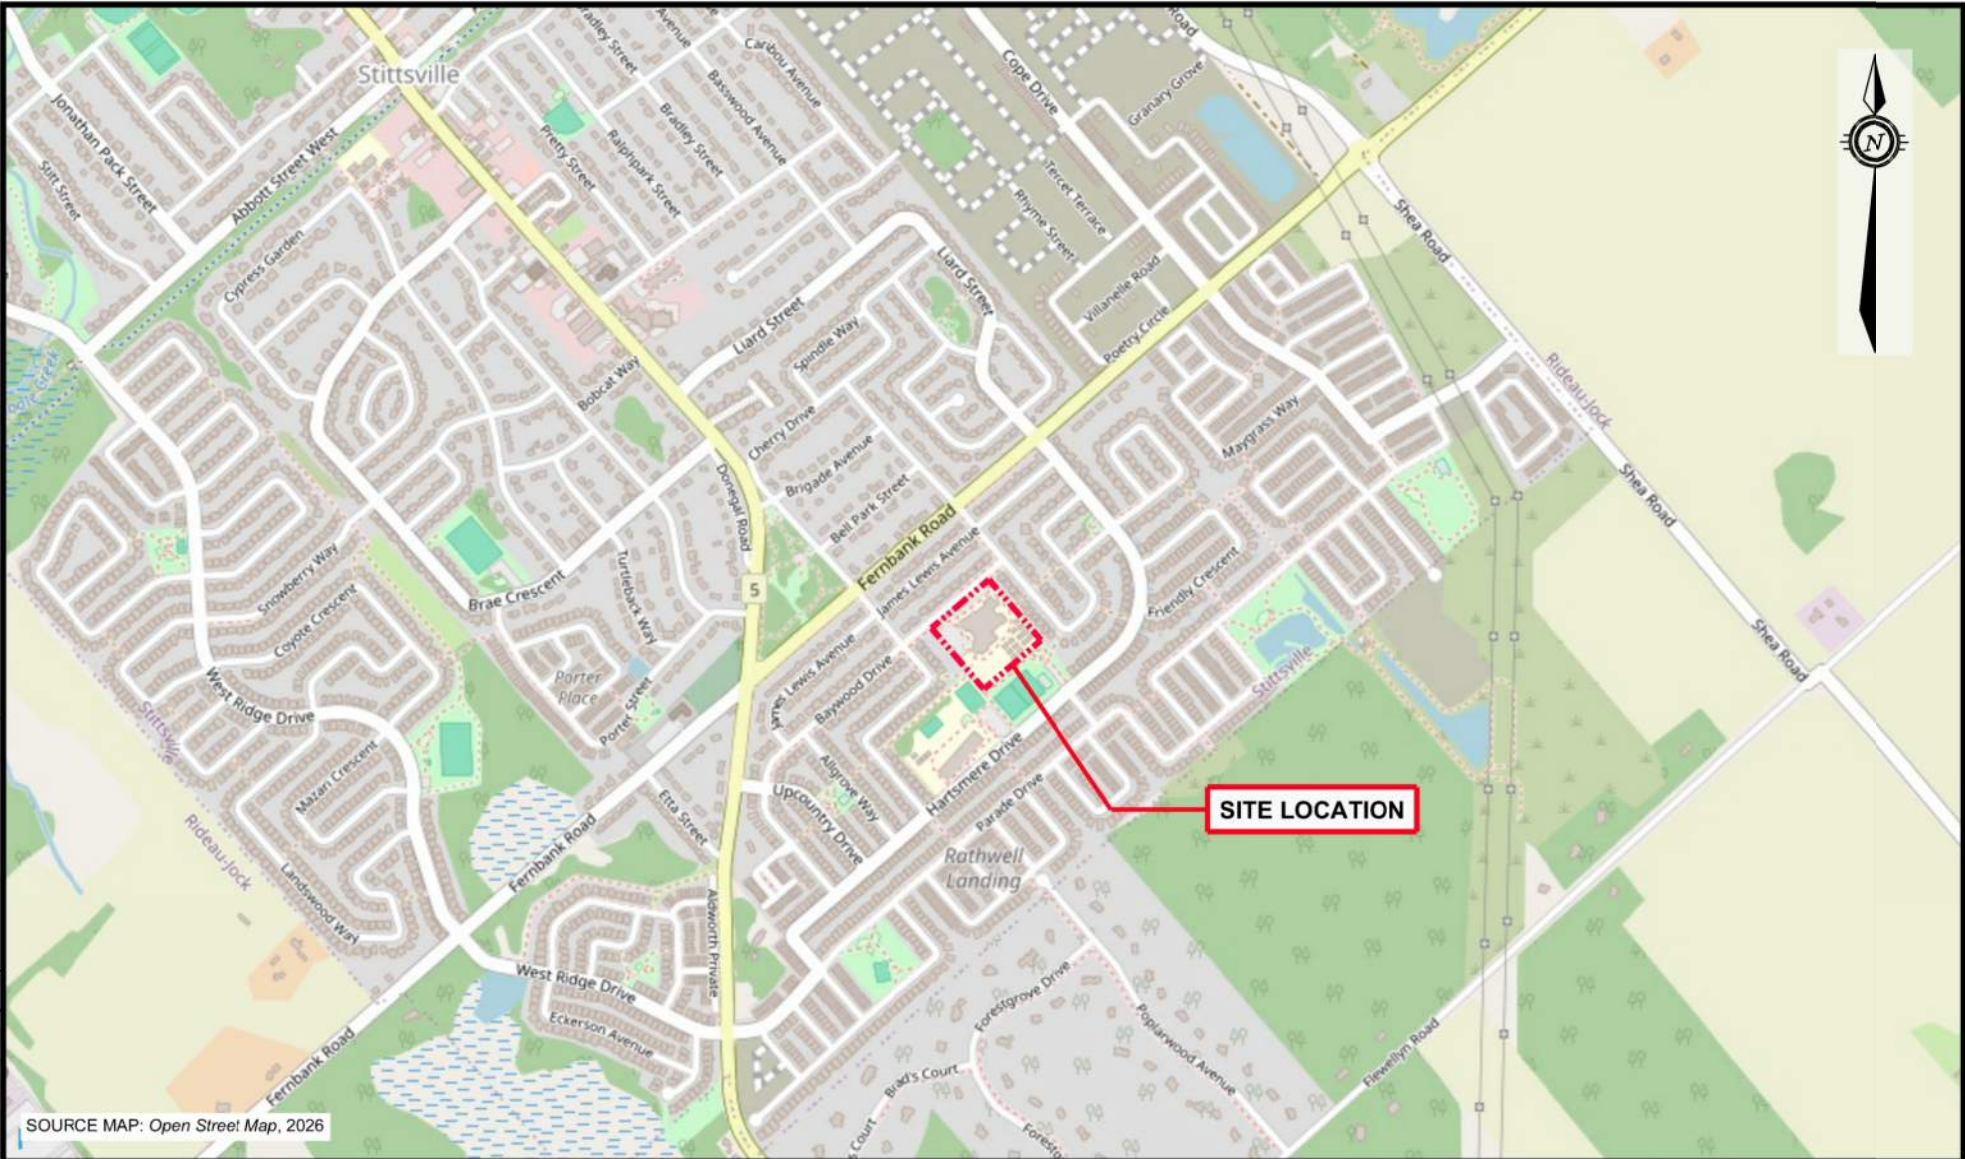 Road
Bradley Street
Avenue
Caribou Avenue
Stittsville
Cope Drive
Basswood Avenue
Granary Grove
Jonathan Pack Street
Bradley Street
Pretty Street
Ralphpark Street
Abbott Street West
N
Stitt Street
Tercet Terrace
Rhyme Street
Shea Road
Cypress Garden
Liard Street
Villanelle Road
Liard Street
Poetry Circle
Spindle Way
Bobcat Way
Rideau-Jock
Creek
Cherry Drive
Maygrass Way
Brigade Avenue
Donegal Road
Bell Park Street
Shea Road
Fernbank Road
James Lewis Avenue
Snowberry Way
Turtleback Way
Brae Crescent
5
Friendly Crescent
Coyote Crescent
James Lewis Avenue
Baywood Drive
Shea Road
Porter
Place
Stittsville
West Ridge Drive
Porter Street
Stittsville
Mazari Crescent
Hartsmere Drive
Allgrove Way
Upcountry Drive
Parade Drive
Etta Street
SITE LOCATION
Rideau-Jock
Fernbank Road
Rathwell
Landing
Landswood Way
Aldworth Private
West Ridge Drive
Forestgrove Drive
Eckerson Avenue
Poplarwood Avenue
Fernbank Road
Flewellyn Road
Brad's Court
SOURCE MAP: Open Street Map, 2026
s Court
Foresto